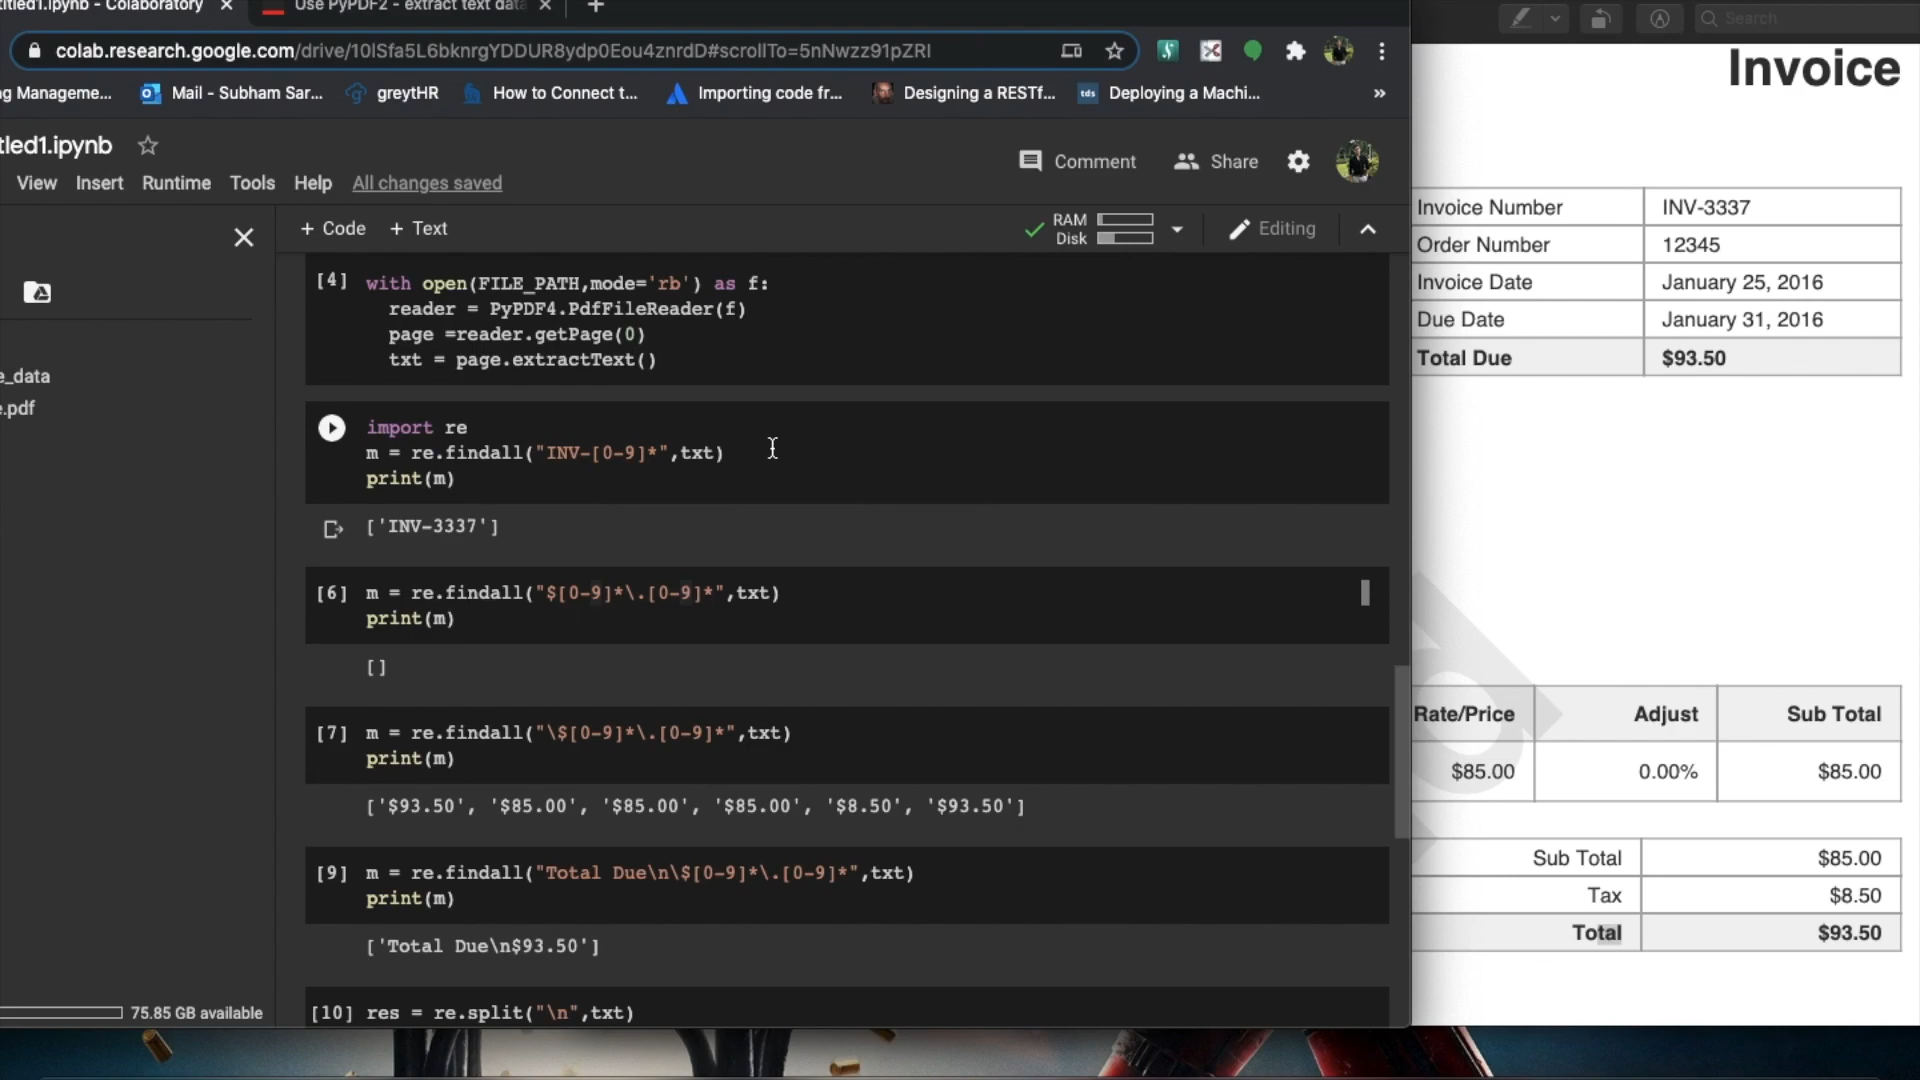 titled1.ipynb - Colaboratory
Use PyPDF2 - extract text data
colab.research.google.com/drive/10lSfa5L6bknrgYDDUR8ydp0Eou4znrdD#scrollTo=5nNwzz91pZRI
g Manageme...
Mail - Subham Sar...
greytHR
How to Connect t...
Importing code fr...
Designing a RESTf...
tds
Deploying a Machi...
»
tled1.ipynb
Comment
Share
View Insert Runtime Tools Help All changes saved
+ Code + Text
RAM
Disk
Editing
e_data
e.pdf
75.85 GB available
[4] with open(FILE_PATH,mode='rb') as f:
reader = PyPDF4.PdfFileReader(f)
page =reader.getPage(0)
txt = page.extractText()
import re
m = re.findall("INV-[0-9]*",txt)
print(m)
['INV-3337']
[6] m = re.findall("$[0-9]*\.[0-9]*",txt)
print(m)
[]
[7] m = re.findall("\$[0-9]*\.[0-9]*",txt)
print(m)
['$93.50', '$85.00', '$85.00', '$85.00', '$8.50', '$93.50']
[9] m = re.findall("Total Due\n\$[0-9]*\.[0-9]*",txt)
print(m)
['Total Due\n$93.50']
[10] res = re.split("\n",txt)
Search
Invoice
Invoice Number INV-3337
Order Number 12345
Invoice Date January 25, 2016
Due Date January 31, 2016
Total Due $93.50
Rate/Price Adjust Sub Total
$85.00 0.00% $85.00
Sub Total $85.00
Tax $8.50
Total $93.50